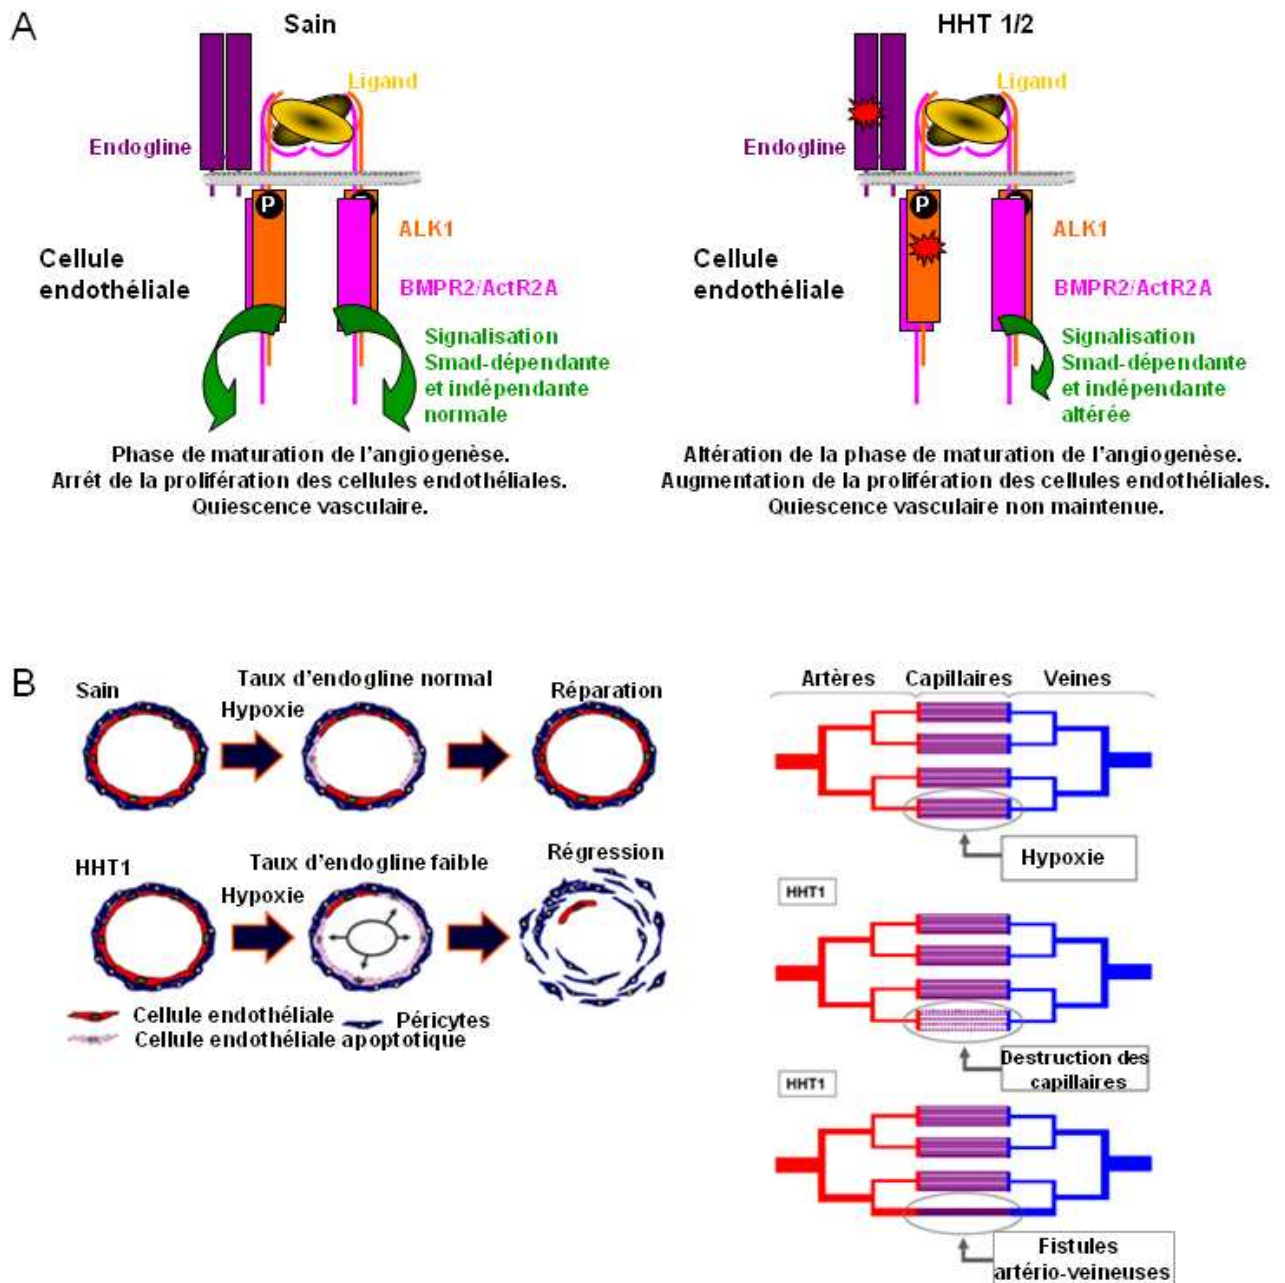 A
Sain
HHT 1/2
Ligand
Endogline
P
ALK1
Cellule
endothéliale
BMPR2/ActR2A
Signalisation
Smad-dépendante
et indépendante
normale
Phase de maturation de l'angiogenèse.
Arrét de la prolifération des cellules endothéliales.
Quiescence vasculaire.
Ligand
Endogline
P
ALK1
Cellule
endothéliale
BMPR2/ActR2A
Signalisation
Smad-dépendante
et indépendante
altérée
Altération de la phase de maturation de l'angiogenèse.
Augmentation de la prolifération des cellules endothéliales.
Quiescence vasculaire non maintenue.
B
Sain
Taux d'endogline normal
Hypoxie
Réparation
HHT1
Taux d'endogline faible
Hypoxie
Régression
Cellule endothéliale
Péricytes
Cellule endothéliale apoptotique
Artères
Capillaires
Veines
Hypoxie
HHT1
Destruction des
capillaires
HHT1
Fistules
artério-veineuses